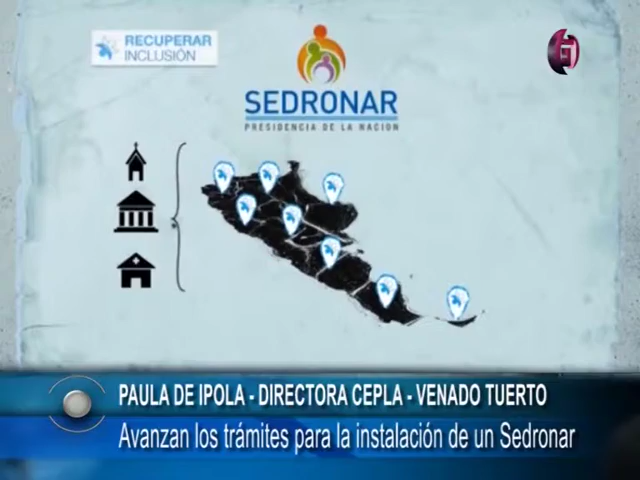 RECUPERAR
INCLUSIÓN
SEDRONAR
PRESIDENCIA DE LA NACION
PAULA DE IPOLA - DIRECTORA CEPLA - VENADO TUERTO
Avanzan los trámites para la instalación de un Sedronar